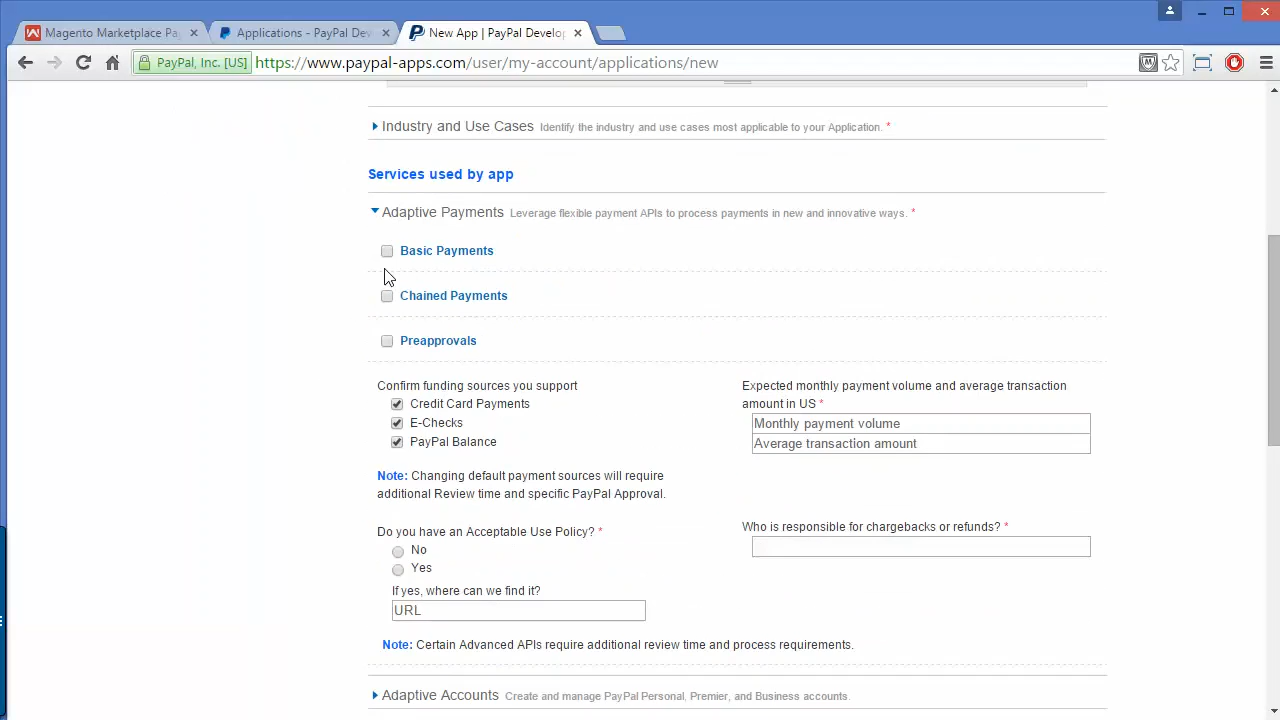 Magento Marketplace Pa
Applications - PayPal Dev
New App | PayPal Develop
PayPal, Inc. [US]
https://www.paypal-apps.com/user/my-account/applications/new
Industry and Use Cases Identify the industry and use cases most applicable to your Application. *
Services used by app
Adaptive Payments Leverage flexible payment APIs to process payments in new and innovative ways. *
Basic Payments
Chained Payments
Preapprovals
Confirm funding sources you support
Credit Card Payments
E-Checks
PayPal Balance
Expected monthly payment volume and average transaction
amount in US *
Monthly payment volume
Average transaction amount
Note: Changing default payment sources will require
additional Review time and specific PayPal Approval.
Do you have an Acceptable Use Policy? *
No
Yes
If yes, where can we find it?
URL
Who is responsible for chargebacks or refunds? *
Note: Certain Advanced APIs require additional review time and process requirements.
Adaptive Accounts Create and manage PayPal Personal, Premier, and Business accounts.